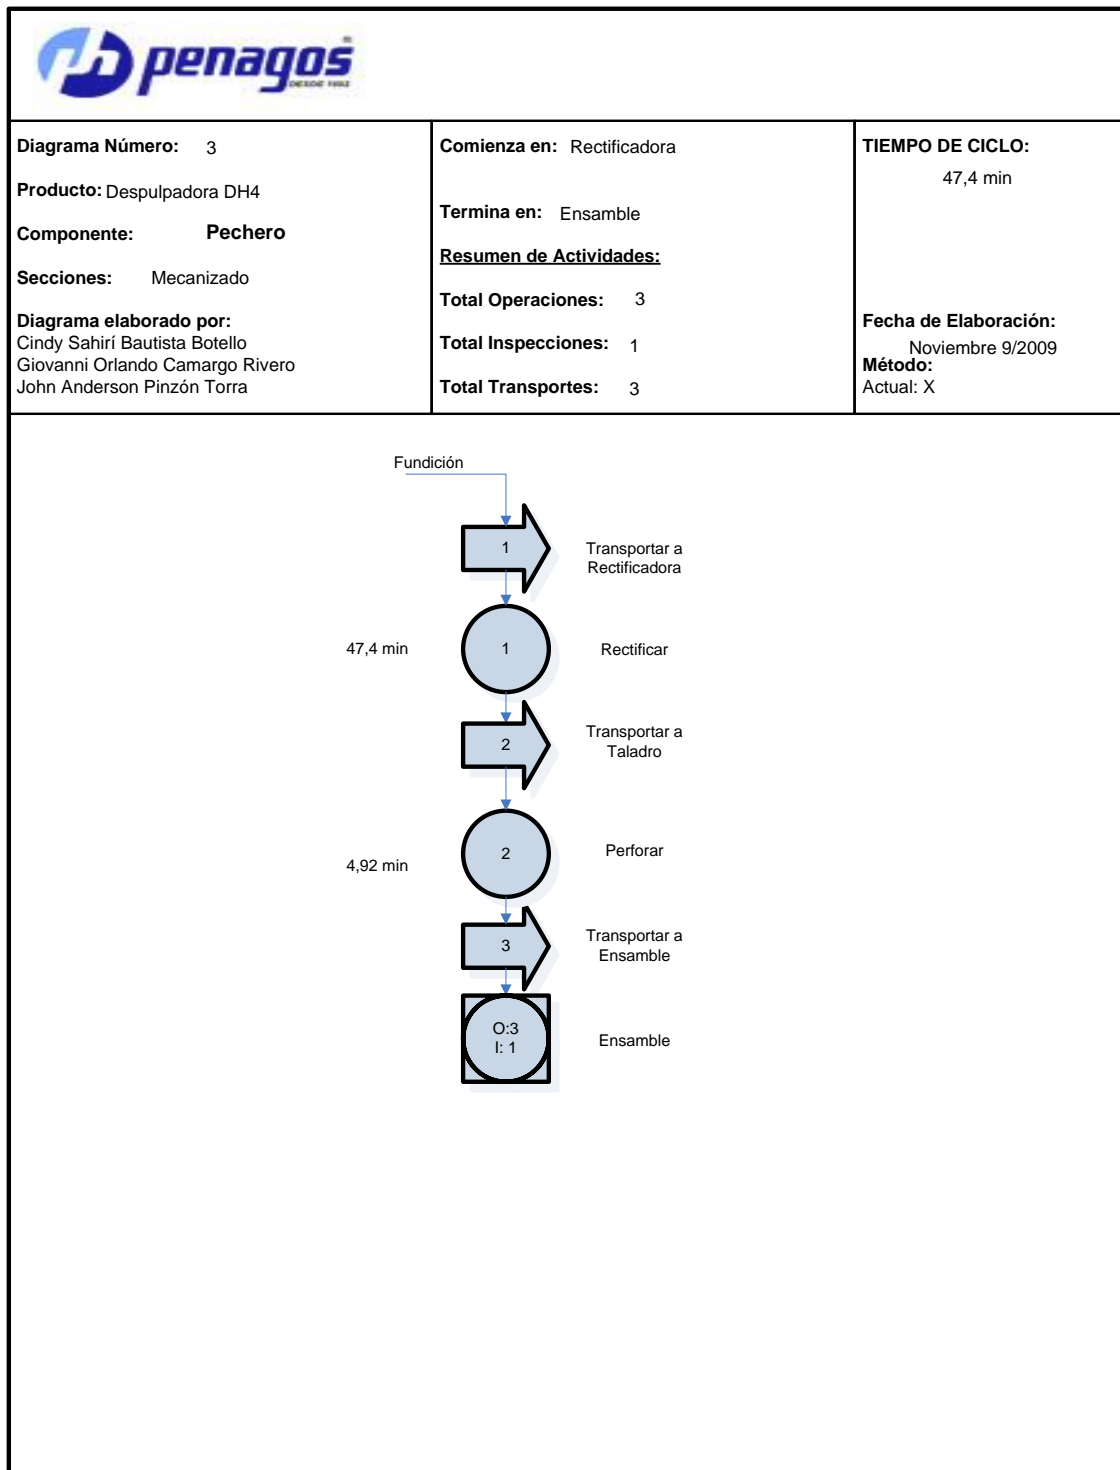 penagos
DESDE 1892
Diagrama Número: 3
Producto: Despulpadora DH4
Componente: Pechero
Secciones: Mecanizado
Diagrama elaborado por:
Cindy Sahirí Bautista Botello
Giovanni Orlando Camargo Rivero
John Anderson Pinzón Torra
Comienza en: Rectificadora
Termina en: Ensamble
Resumen de Actividades:
Total Operaciones: 3
Total Inspecciones: 1
Total Transportes: 3
TIEMPO DE CICLO:
47,4 min
Fecha de Elaboración:
Noviembre 9/2009
Método:
Actual: X
Fundición
1
Transportar a
Rectificadora
47,4 min
1
Rectificar
2
Transportar a
Taladro
4,92 min
2
Perforar
3
Transportar a
Ensamble
O:3
I: 1
Ensamble